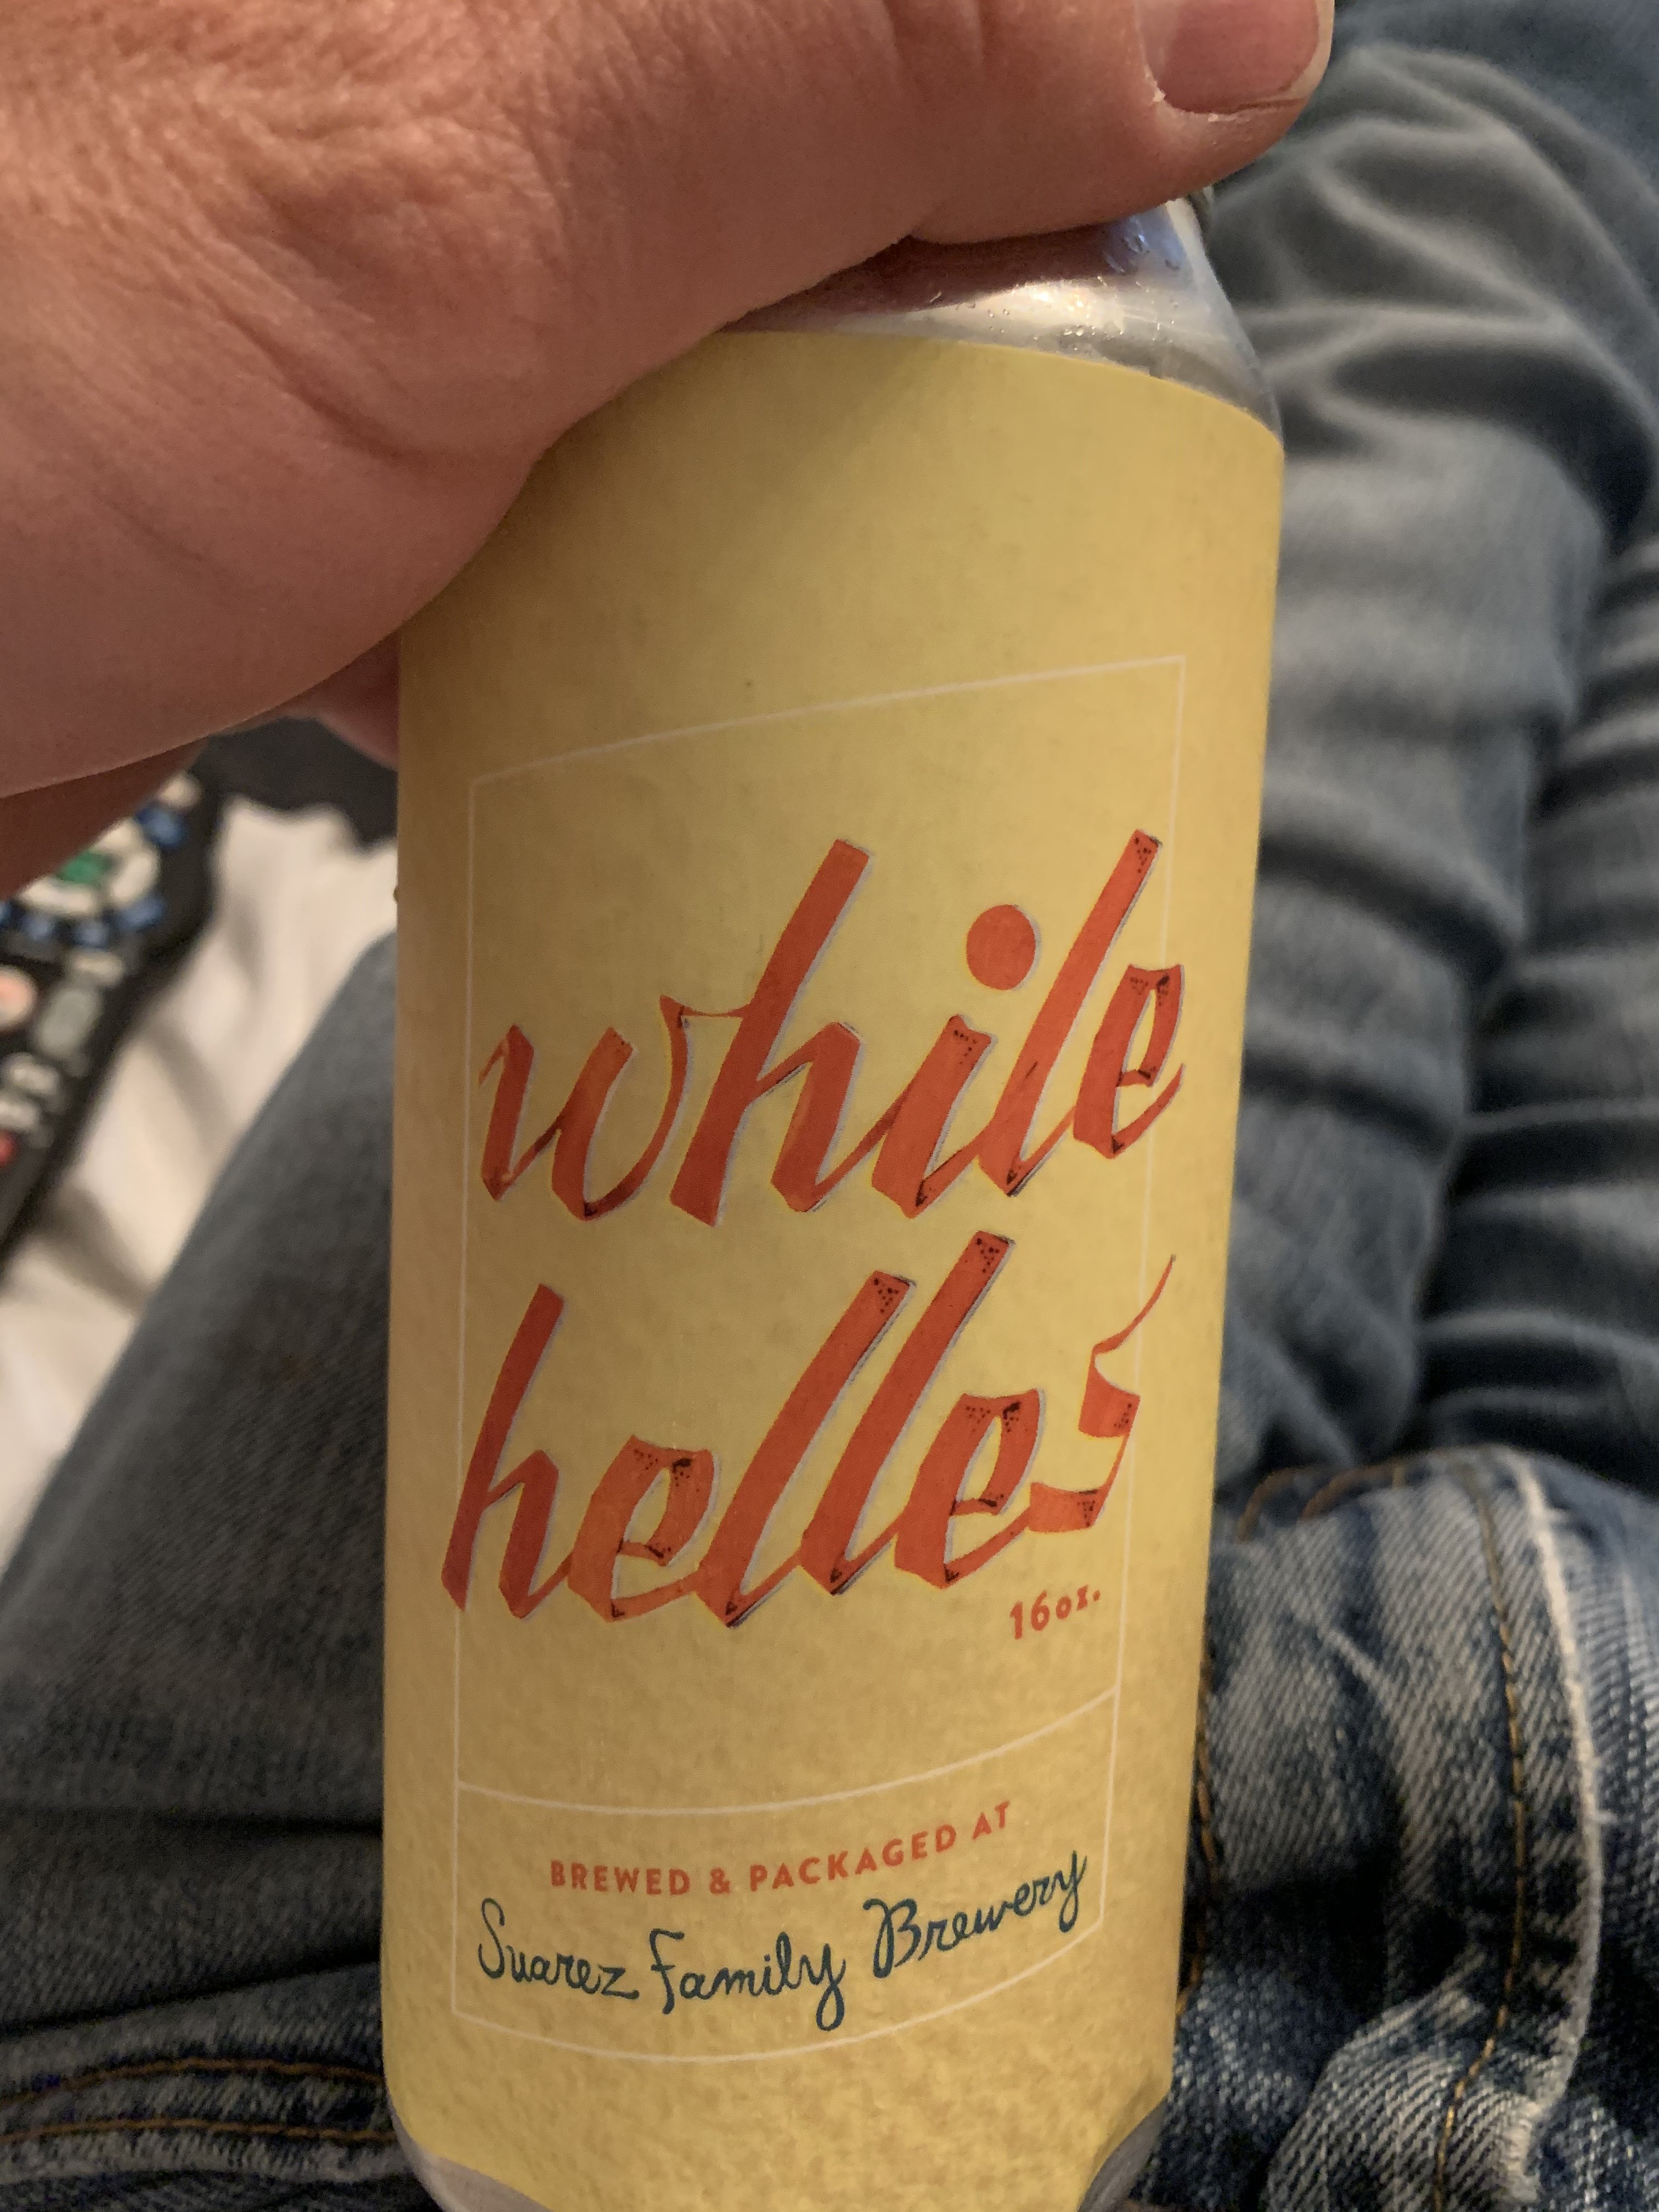 while
helles
16oz.
BREWED & PACKAGED AT
Suarez Family Brewery